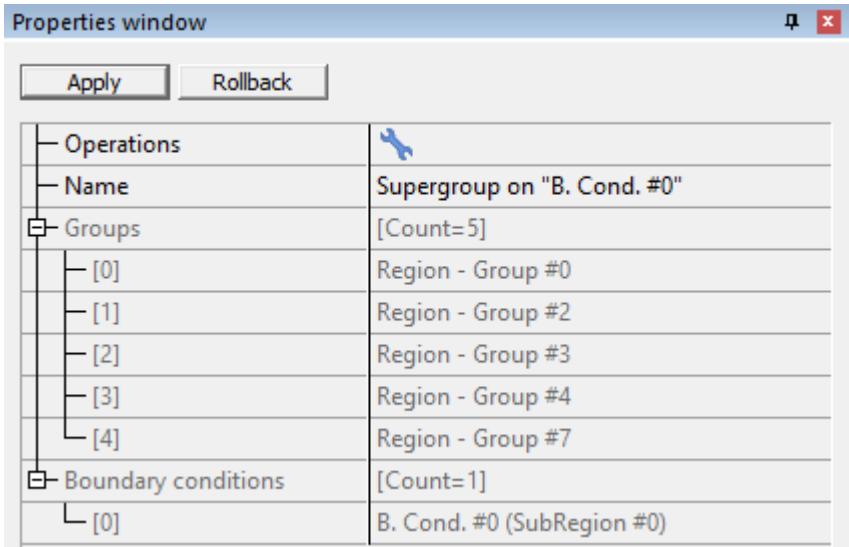 Properties window
Apply Rollback
Operations
Name Supergroup on "B. Cond. #0"
Groups [Count=5]
[0] Region - Group #0
[1] Region - Group #2
[2] Region - Group #3
[3] Region - Group #4
[4] Region - Group #7
Boundary conditions [Count=1]
[0] B. Cond. #0 (SubRegion #0)